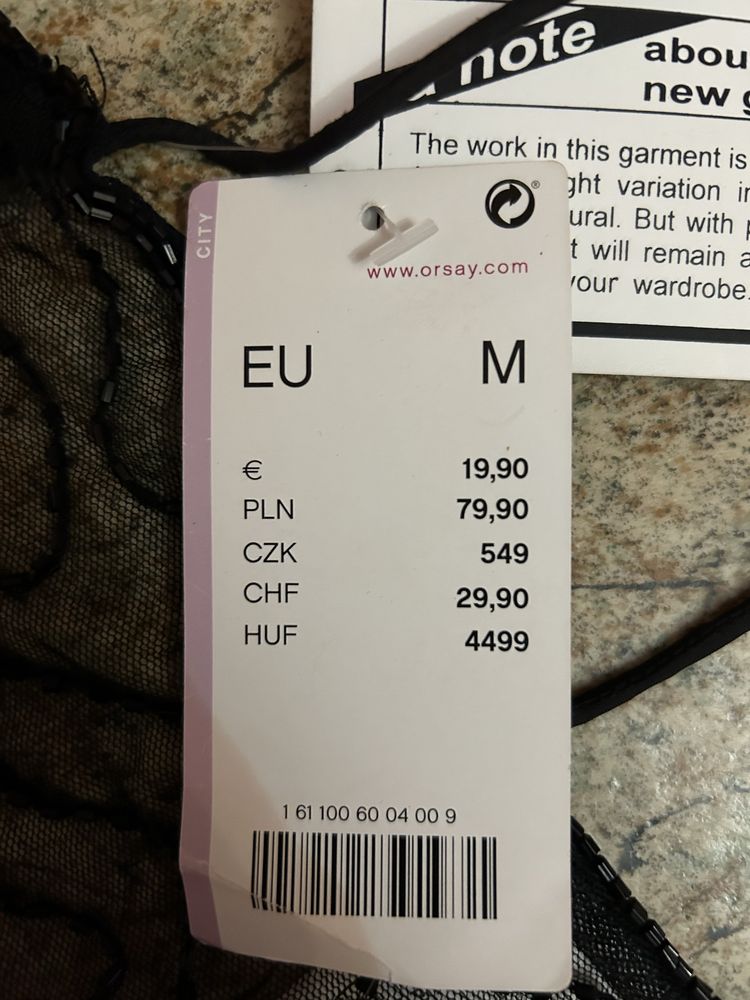 note
abou
new g
The work in this garment is
ght variation in
ural. But with p
t will remain a
your wardrobe.
CITY
®
www.orsay.com
EU M
€ 19,90
PLN 79,90
CZK 549
CHF 29,90
HUF 4499
1 61 100 60 04 00 9